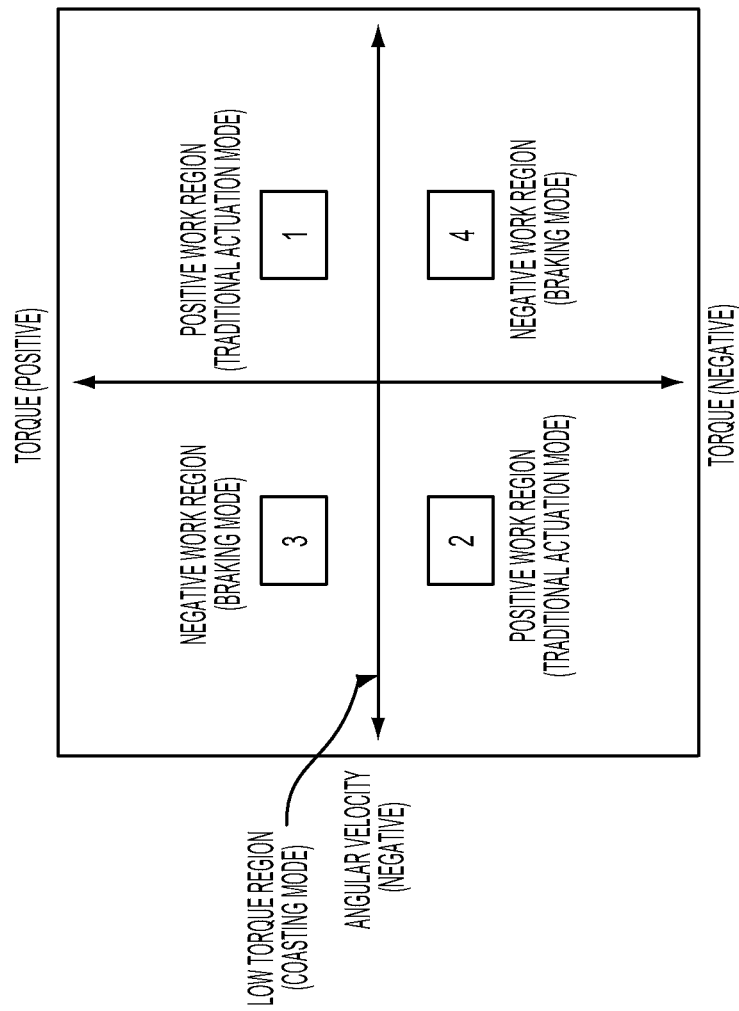 TORQUE (POSITIVE)
NEGATIVE WORK REGION
(BRAKING MODE)
3
POSITIVE WORK REGION
(TRADITIONAL ACTUATION MODE)
1
LOW TORQUE REGION
(COASTING MODE)
ANGULAR VELOCITY
(NEGATIVE)
2
POSITIVE WORK REGION
(TRADITIONAL ACTUATION MODE)
4
NEGATIVE WORK REGION
(BRAKING MODE)
TORQUE (NEGATIVE)